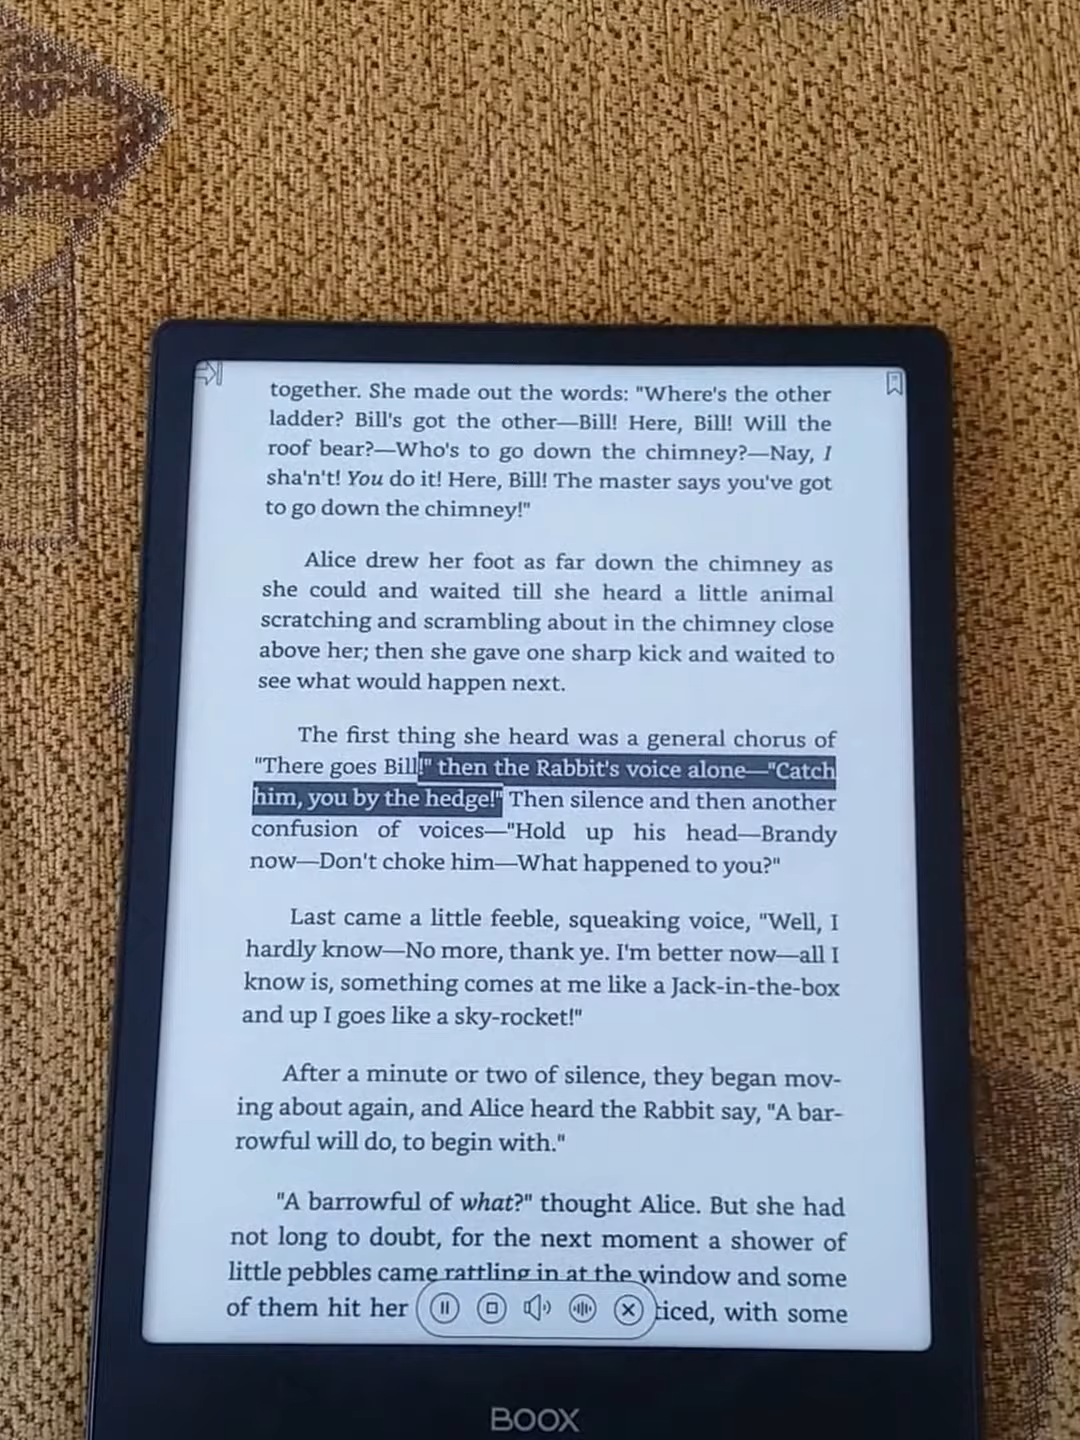 together. She made out the words: "Where's the other
ladder? Bill's got the other—Bill! Here, Bill! Will the
roof bear?—Who's to go down the chimney?—Nay, I
sha'n't! You do it! Here, Bill! The master says you've got
to go down the chimney!"
Alice drew her foot as far down the chimney as
she could and waited till she heard a little animal
scratching and scrambling about in the chimney close
above her; then she gave one sharp kick and waited to
see what would happen next.
The first thing she heard was a general chorus of
"There goes Bill!" then the Rabbit's voice alone—"Catch
him, you by the hedge!" Then silence and then another
confusion of voices—"Hold up his head—Brandy
now—Don't choke him—What happened to you?"
Last came a little feeble, squeaking voice, "Well, I
hardly know—No more, thank ye. I'm better now—all I
know is, something comes at me like a Jack-in-the-box
and up I goes like a sky-rocket!"
After a minute or two of silence, they began mov-
ing about again, and Alice heard the Rabbit say, "A bar-
rowful will do, to begin with."
"A barrowful of what?" thought Alice. But she had
not long to doubt, for the next moment a shower of
little pebbles came rattling in at the window and some
of them hit her ticed, with some
BOOX